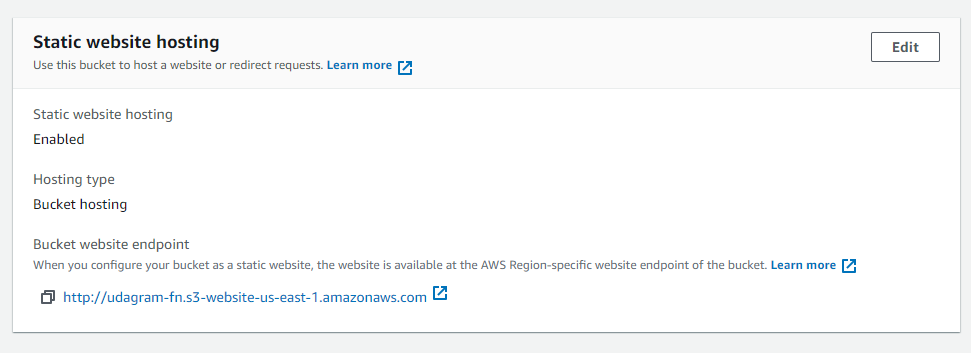 Static website hosting
Edit
Use this bucket to host a website or redirect requests. Learn more
Static website hosting
Enabled
Hosting type
Bucket hosting
Bucket website endpoint
When you configure your bucket as a static website, the website is available at the AWS Region-specific website endpoint of the bucket. Learn more
http://udagram-fn.s3-website-us-east-1.amazonaws.com